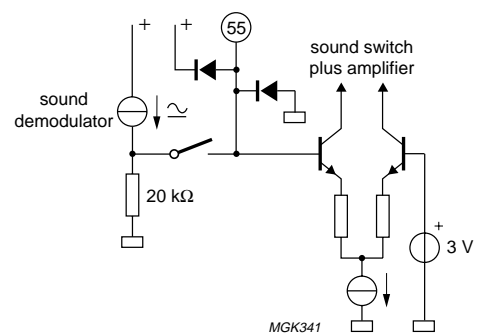 +
+
55
sound switch
plus amplifier
sound
demodulator
20 kΩ
+
3 V
MGK341